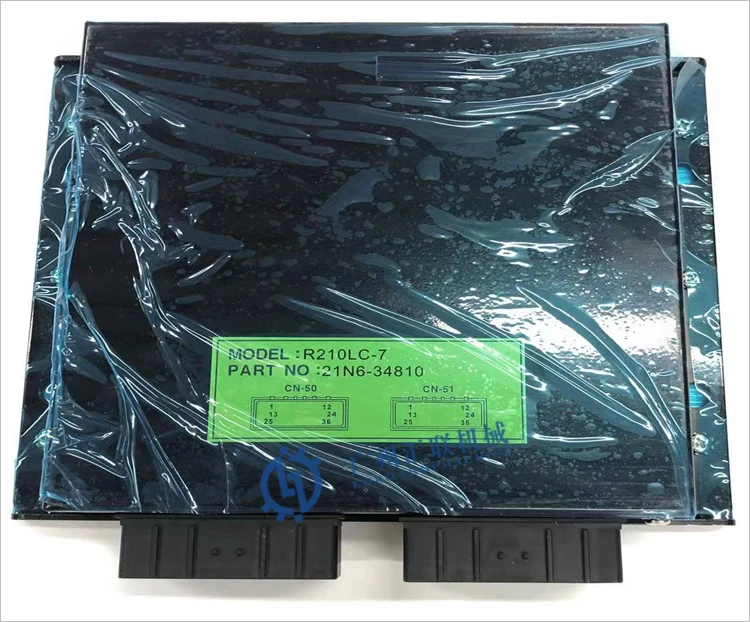 MODEL :R210LC-7
PART NO :21N6-34810
CN-50 CN-51
1 12 1 12
13 24 13 24
25 36 25 36